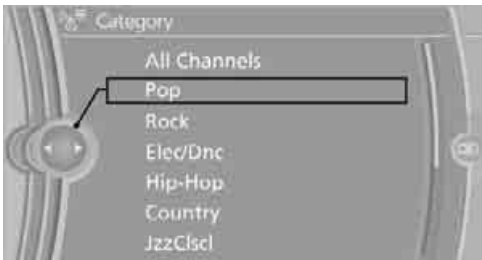 Category
All Channels
Pop
Rock
Elec/Dnc
Hip-Hop
Country
JzzClscl